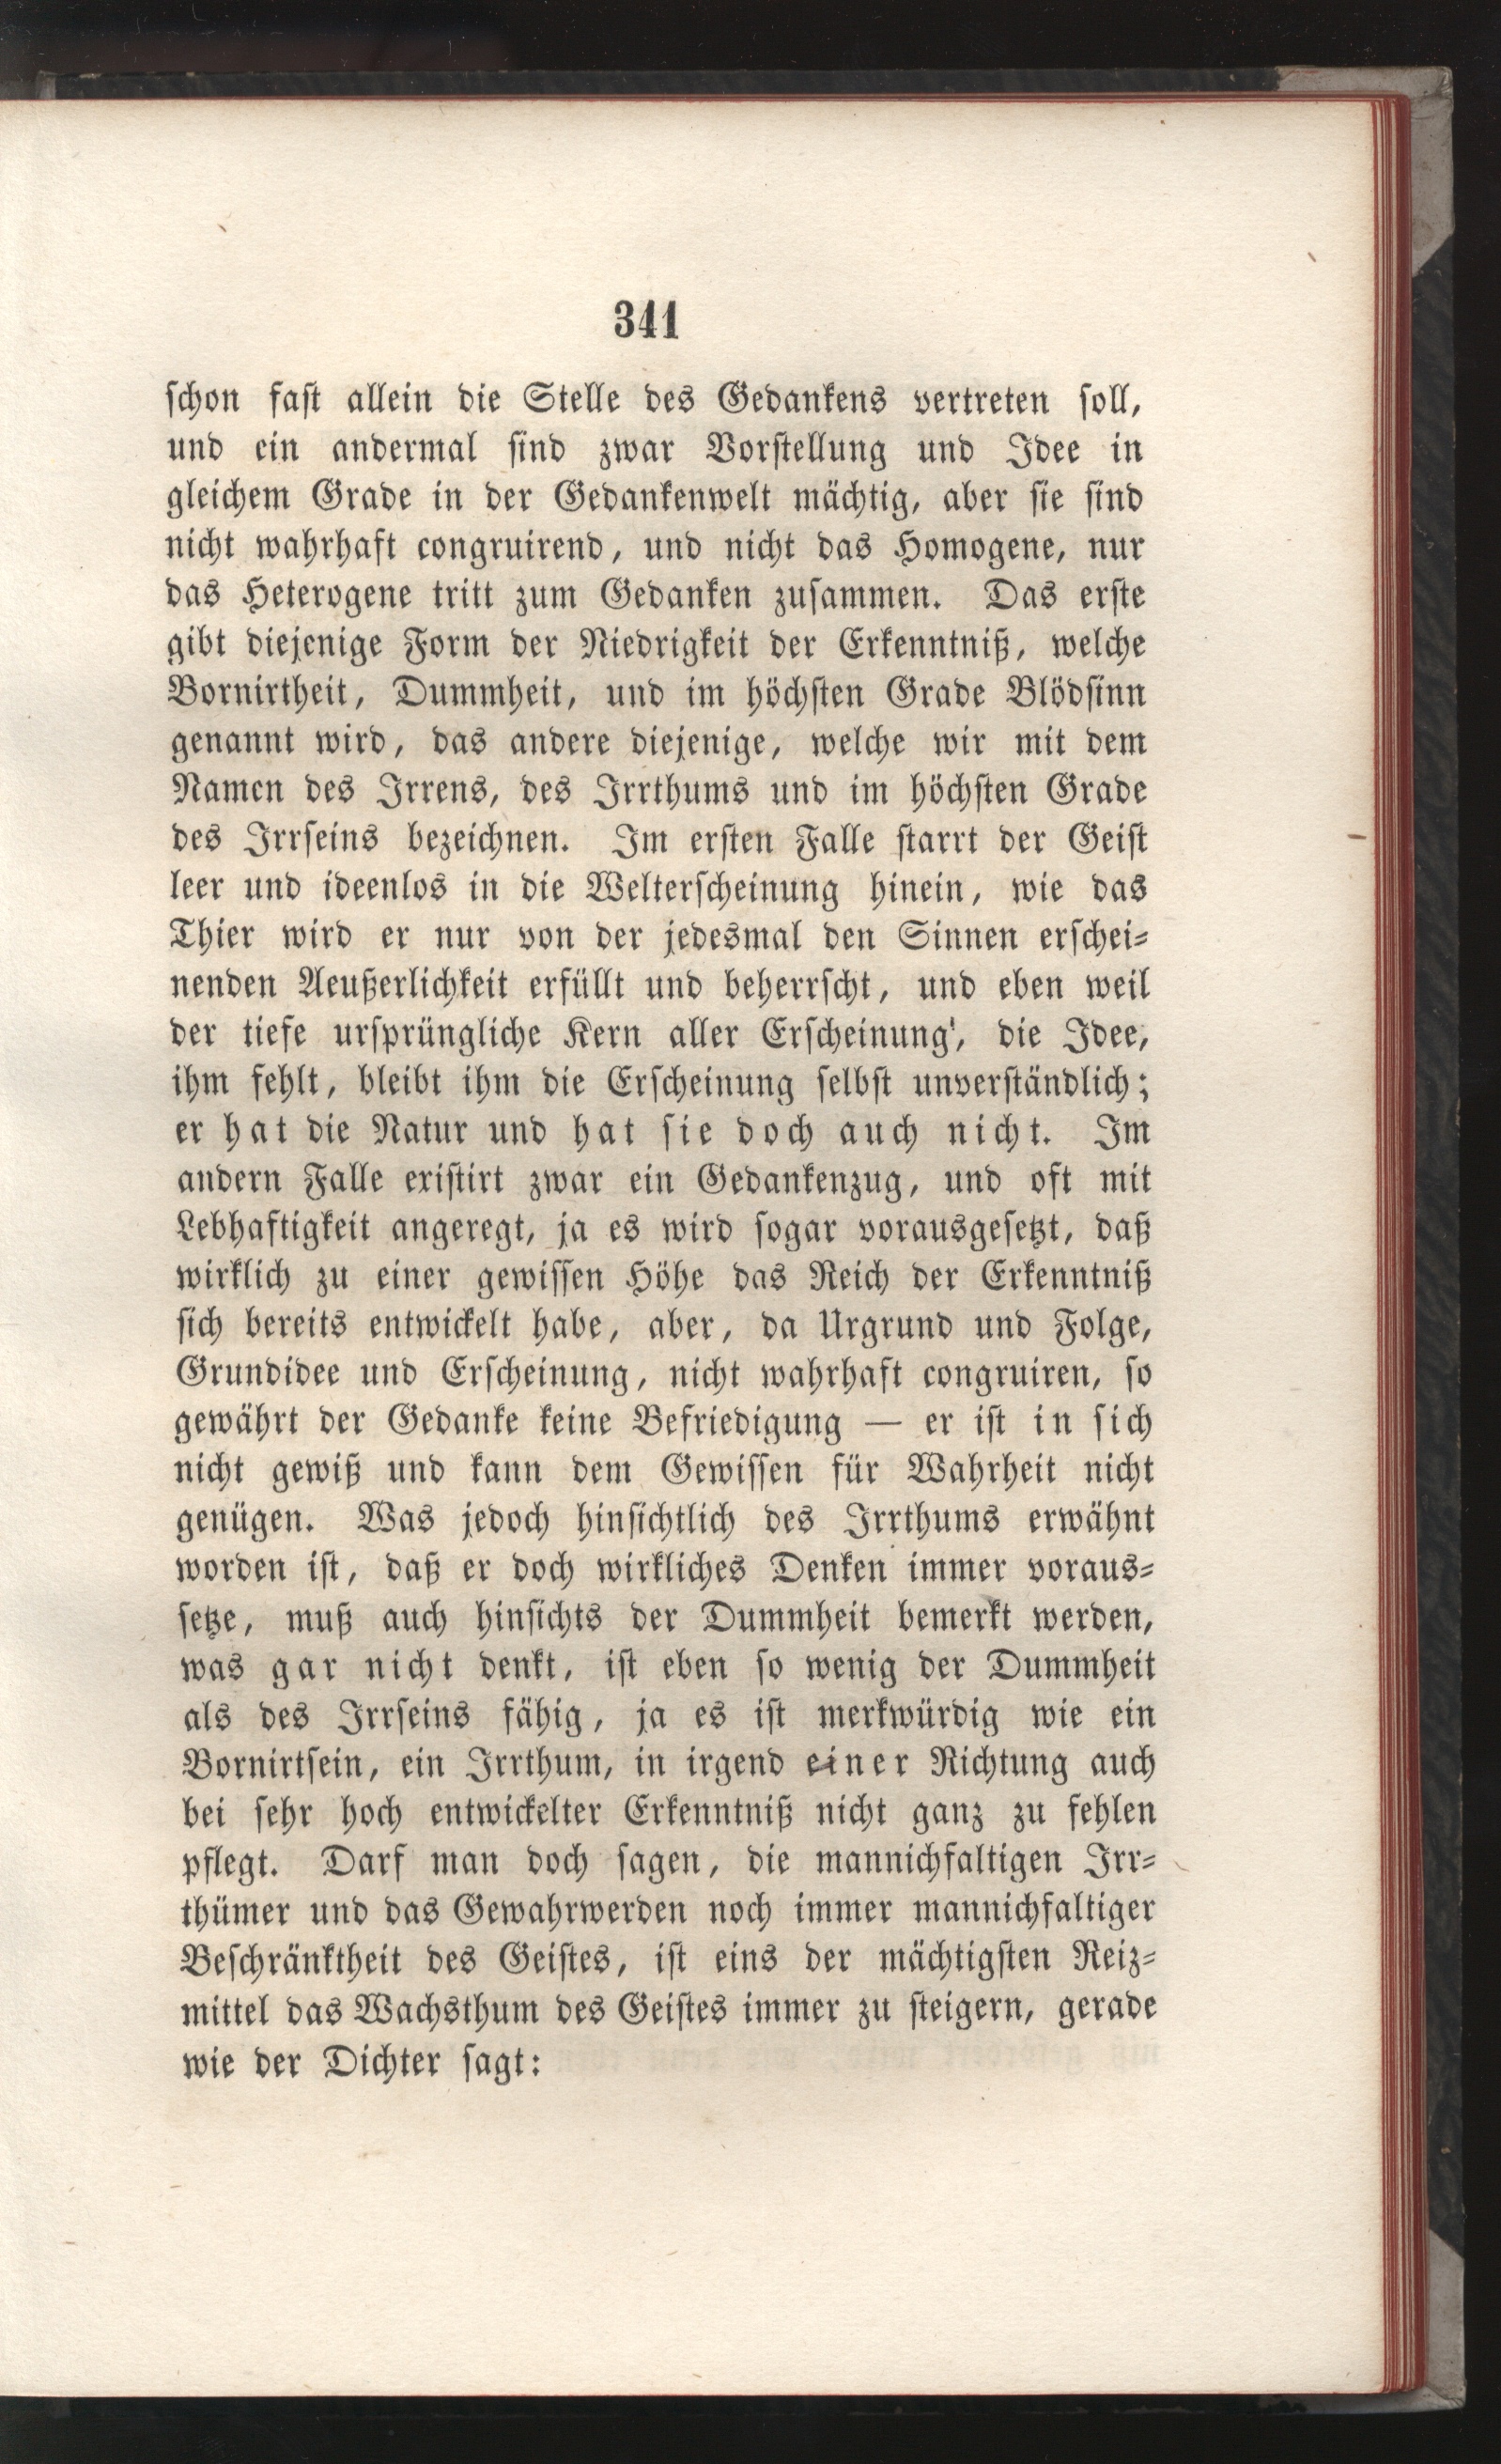 341
schon fast allein die Stelle des Gedankens vertreten soll,
und ein andermal sind zwar Vorstellung und Idee in
gleichem Grade in der Gedankenwelt mächtig, aber sie sind
nicht wahrhaft congruirend, und nicht das Homogene, nur
das Heterogene tritt zum Gedanken zusammen. Das erste
gibt diejenige Form der Niedrigkeit der Erkenntniß, welche
Bornirtheit, Dummheit, und im höchsten Grade Blödsinn
genannt wird, das andere diejenige, welche wir mit dem
Namen des Irrens, des Irrthums und im höchsten Grade
des Irrseins bezeichnen. Im ersten Falle starrt der Geist
leer und ideenlos in die Welterscheinung hinein, wie das
Thier wird er nur von der jedesmal den Sinnen erschei-
nenden Aeußerlichkeit erfüllt und beherrscht, und eben weil
der tiefe ursprüngliche Kern aller Erscheinung', die Idee,
ihm fehlt, bleibt ihm die Erscheinung selbst unverständlich;
er hat die Natur und hat sie doch auch nicht. Im
andern Falle existirt zwar ein Gedankenzug, und oft mit
Lebhaftigkeit angeregt, ja es wird sogar vorausgesetzt, daß
wirklich zu einer gewissen Höhe das Reich der Erkenntniß
sich bereits entwickelt habe, aber, da Urgrund und Folge,
Grundidee und Erscheinung, nicht wahrhaft congruiren, so
gewährt der Gedanke keine Befriedigung — er ist in sich
nicht gewiß und kann dem Gewissen für Wahrheit nicht
genügen. Was jedoch hinsichtlich des Irrthums erwähnt
worden ist, daß er doch wirkliches Denken immer voraus-
setze, muß auch hinsichts der Dummheit bemerkt werden,
was gar nicht denkt, ist eben so wenig der Dummheit
als des Irrseins fähig, ja es ist merkwürdig wie ein
Bornirtsein, ein Irrthum, in irgend einer Richtung auch
bei sehr hoch entwickelter Erkenntniß nicht ganz zu fehlen
pflegt. Darf man doch sagen, die mannichfaltigen Irr-
thümer und das Gewahrwerden noch immer mannichfaltiger
Beschränktheit des Geistes, ist eins der mächtigsten Reiz-
mittel das Wachsthum des Geistes immer zu steigern, gerade
wie der Dichter sagt: